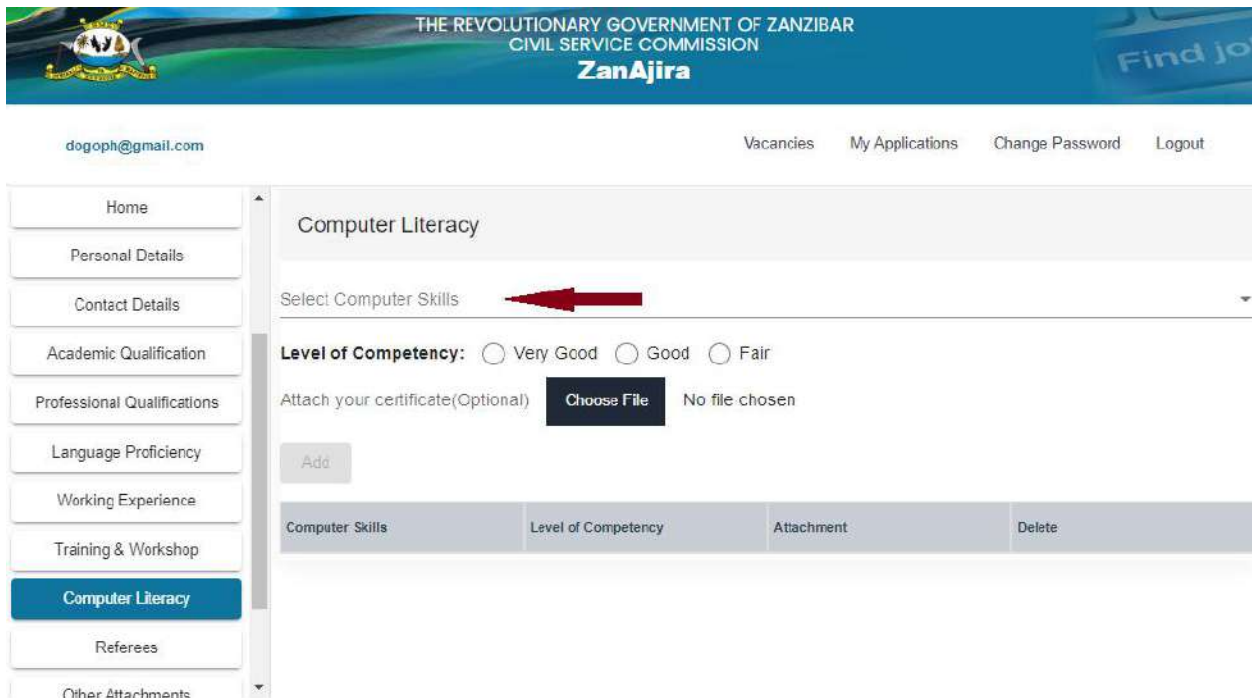 THE REVOLUTIONARY GOVERNMENT OF ZANZIBAR
CIVIL SERVICE COMMISSION
ZanAjira
Find jo
dogoph@gmail.com
Vacancies My Applications Change Password Logout
Home
Personal Details
Contact Details
Academic Qualification
Professional Qualifications
Language Proficiency
Working Experience
Training & Workshop
Computer Literacy
Referees
Other Attachments
Computer Literacy
Select Computer Skills
Level of Competency: Very Good Good Fair
Attach your certificate(Optional) Choose File No file chosen
Add
Computer Skills Level of Competency Attachment Delete